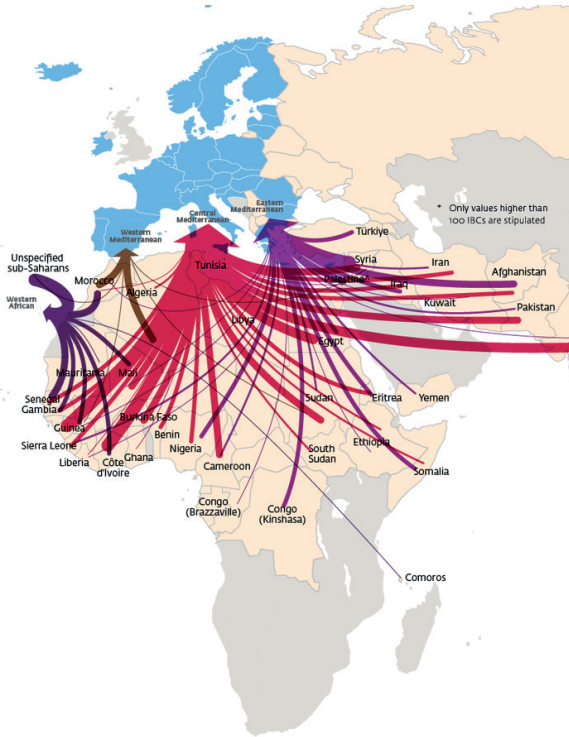 * Only values higher than
100 IBCs are stipulated
Eastern
Mediterranean
Central
Mediterranean
Western
Mediterranean
Türkiye
Unspecified
sub-Saharans
Tunisia
Syria
Iran
Afghanistan
Morocco
Algeria
Palestine*
Iraq
Western
African
Kuwait
Pakistan
Libya
Egypt
Mauritania
Mali
Senegal
Gambia
Sudan
Eritrea
Yemen
Guinea
Burkina Faso
Benin
Sierra Leone
Nigeria
Ethiopia
Liberia
Côte
d'Ivoire
Ghana
Cameroon
South
Sudan
Somalia
Congo
(Brazzaville)
Congo
(Kinshasa)
Comoros